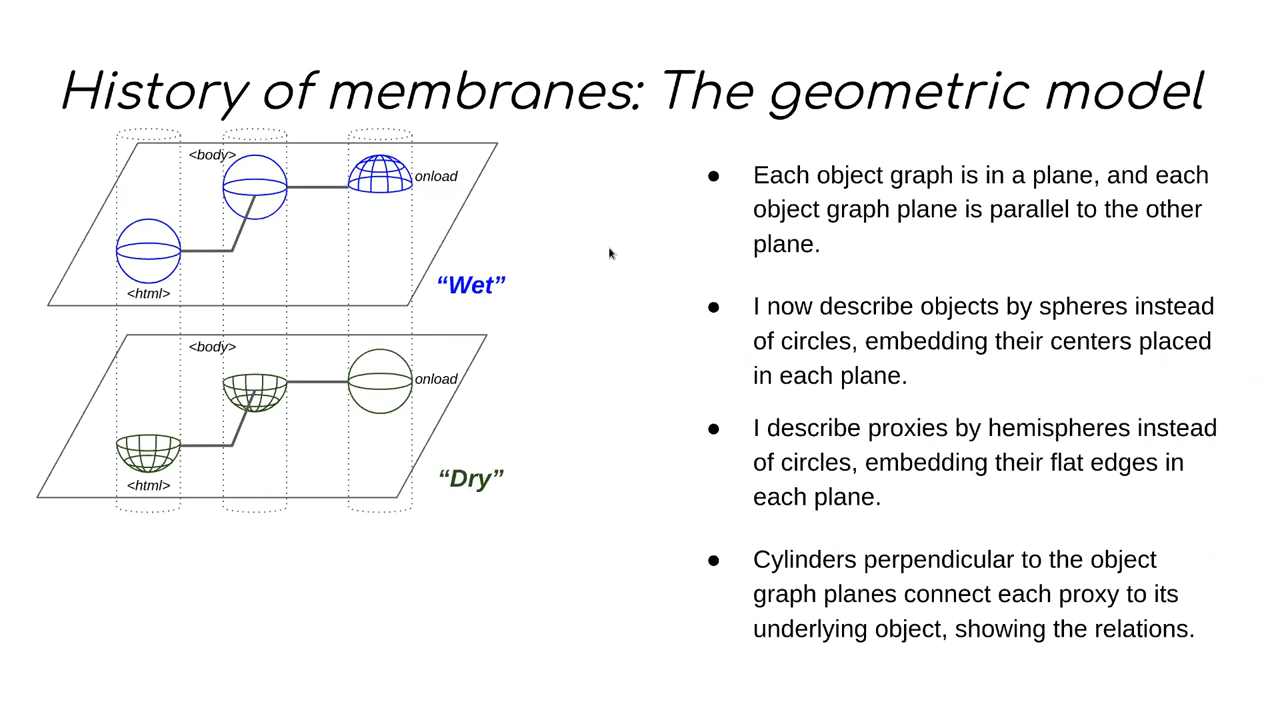 History of membranes: The geometric model
<body>
onload
<html>
“Wet”
<body>
onload
<html>
“Dry”
● Each object graph is in a plane, and each
object graph plane is parallel to the other
plane.
● I now describe objects by spheres instead
of circles, embedding their centers placed
in each plane.
● I describe proxies by hemispheres instead
of circles, embedding their flat edges in
each plane.
● Cylinders perpendicular to the object
graph planes connect each proxy to its
underlying object, showing the relations.